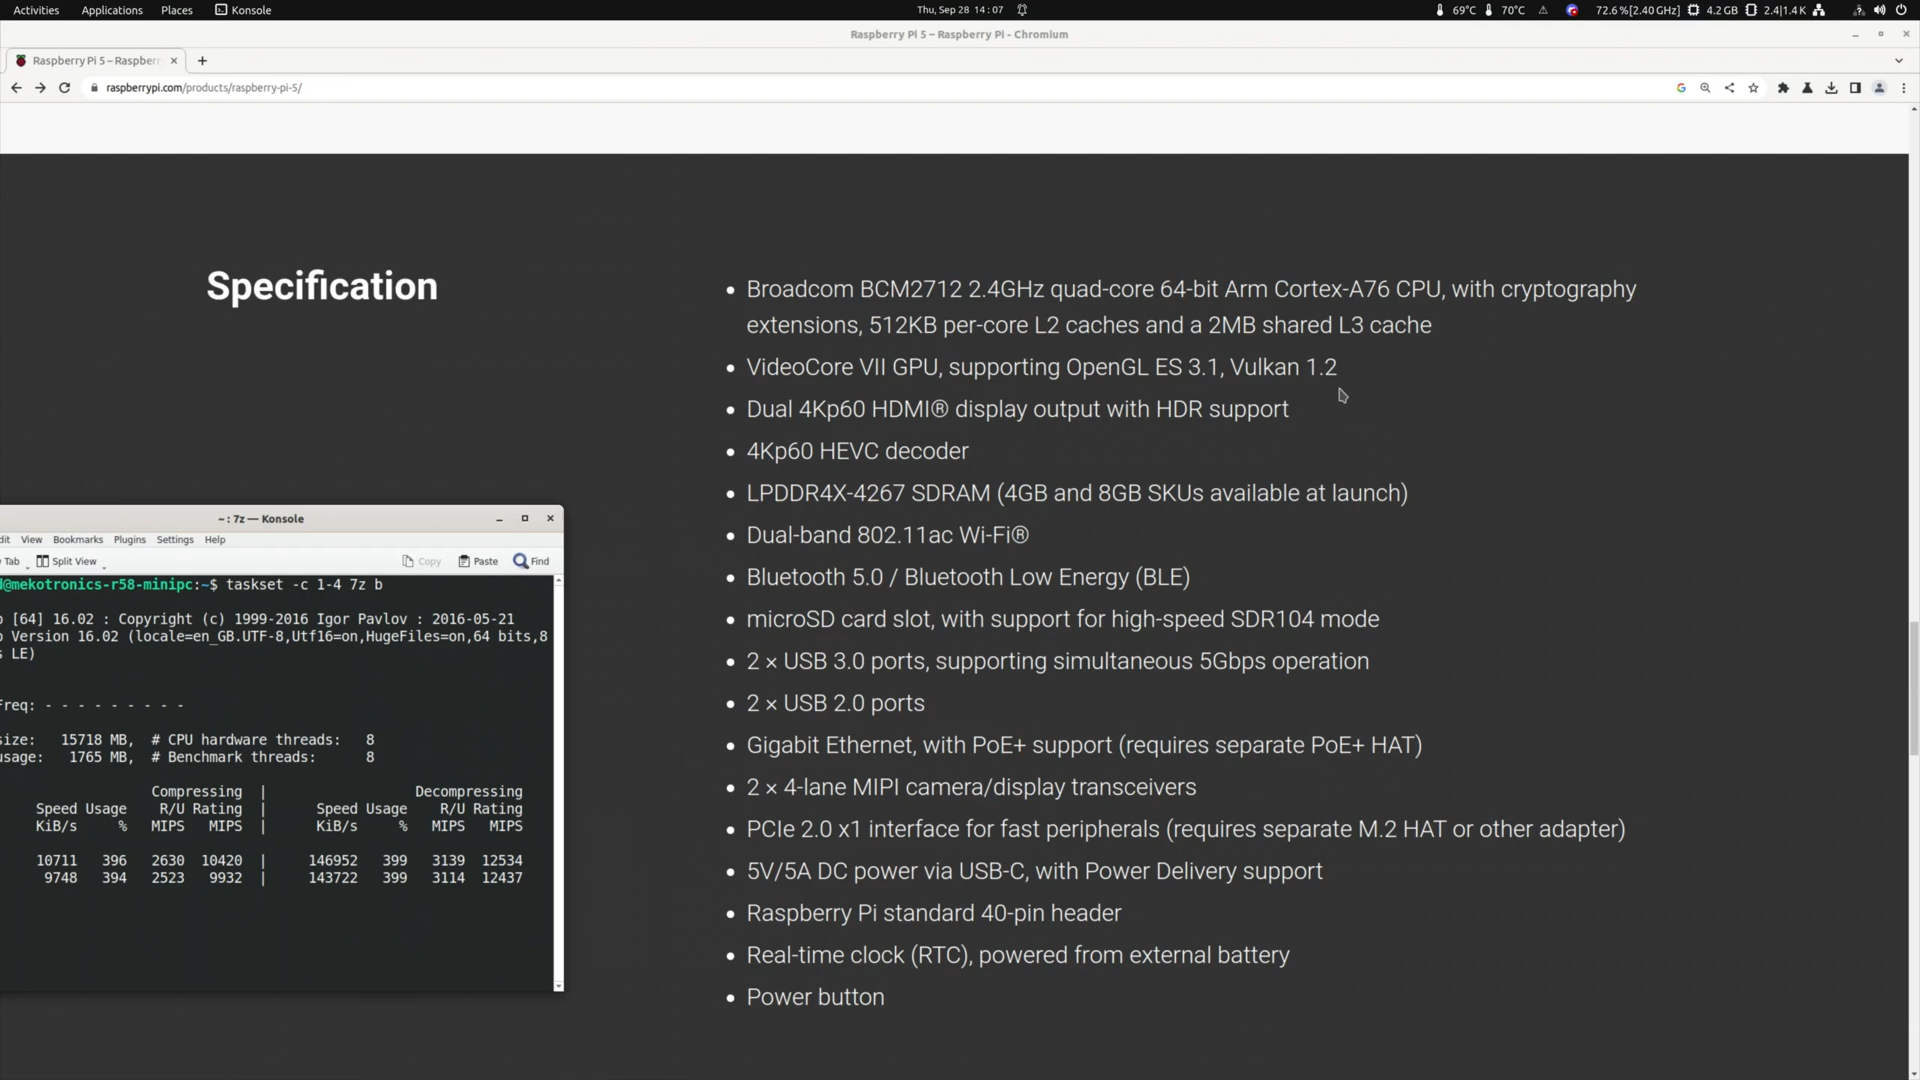 Activities Applications Places Konsole Thu, Sep 28 14:07 69°C 70°C 72.6%[2.40 GHz] 4.2 GB 2.4|1.4 K
Raspberry Pi 5 – Raspberry Pi - Chromium
Raspberry Pi 5 – Raspberr
raspberrypi.com/products/raspberry-pi-5/
Specification
Broadcom BCM2712 2.4GHz quad-core 64-bit Arm Cortex-A76 CPU, with cryptography
extensions, 512KB per-core L2 caches and a 2MB shared L3 cache
VideoCore VII GPU, supporting OpenGL ES 3.1, Vulkan 1.2
Dual 4Kp60 HDMI® display output with HDR support
4Kp60 HEVC decoder
LPDDR4X-4267 SDRAM (4GB and 8GB SKUs available at launch)
Dual-band 802.11ac Wi-Fi®
Bluetooth 5.0 / Bluetooth Low Energy (BLE)
microSD card slot, with support for high-speed SDR104 mode
2 × USB 3.0 ports, supporting simultaneous 5Gbps operation
2 × USB 2.0 ports
Gigabit Ethernet, with PoE+ support (requires separate PoE+ HAT)
2 × 4-lane MIPI camera/display transceivers
PCIe 2.0 x1 interface for fast peripherals (requires separate M.2 HAT or other adapter)
5V/5A DC power via USB-C, with Power Delivery support
Raspberry Pi standard 40-pin header
Real-time clock (RTC), powered from external battery
Power button
~ : 7z — Konsole
dit View Bookmarks Plugins Settings Help
Tab Split View Copy Paste Find
@mekotronics-r58-minipc:~$ taskset -c 1-4 7z b
[64] 16.02 : Copyright (c) 1999-2016 Igor Pavlov : 2016-05-21
Version 16.02 (locale=en_GB.UTF-8,Utf16=on,HugeFiles=on,64 bits,8
LE)
req: - - - - - - - - -
ize: 15718 MB, # CPU hardware threads: 8
sage: 1765 MB, # Benchmark threads: 8
Compressing | Decompressing
Speed Usage R/U Rating | Speed Usage R/U Rating
KiB/s % MIPS MIPS | KiB/s % MIPS MIPS
10711 396 2630 10420 | 146952 399 3139 12534
9748 394 2523 9932 | 143722 399 3114 12437